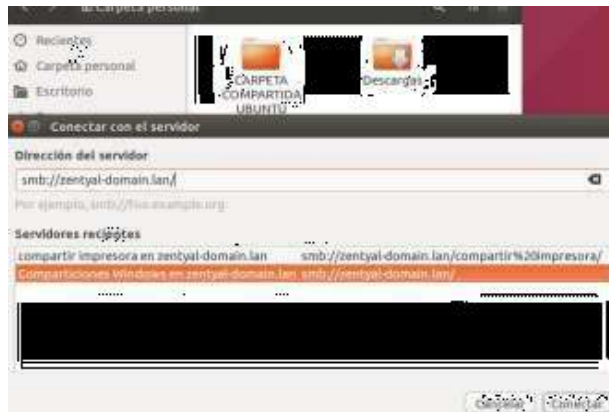 Carpeta personal
Recientes
Carpeta personal
Escritorio
CARPETA
COMPARTIDA
UBUNTU
Descargas
Conectar con el servidor
Dirección del servidor
smb://zentyal-domain.lan/
Por ejemplo, smb://foo.example.org
Servidores recientes
compartir impresora en zentyal-domain.lan smb://zentyal-domain.lan/compartir%20impresora/
Comparticiones Windows en zentyal-domain.lan smb://zentyal-domain.lan/
Cancelar Conectar